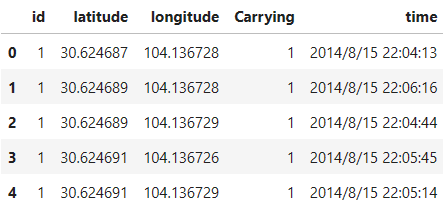 id latitude longitude Carrying time
0 1 30.624687 104.136728 1 2014/8/15 22:04:13
1 1 30.624689 104.136728 1 2014/8/15 22:06:16
2 1 30.624689 104.136729 1 2014/8/15 22:04:44
3 1 30.624691 104.136726 1 2014/8/15 22:05:45
4 1 30.624691 104.136729 1 2014/8/15 22:05:14